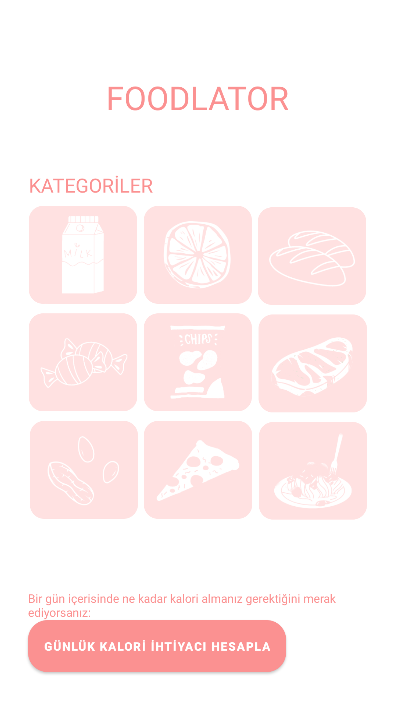 FOODLATOR
KATEGORİLER
MILK
CHIPS
Bir gün içerisinde ne kadar kalori almanız gerektiğini merak
ediyorsanız:
GÜNLÜK KALORİ İHTİYACI HESAPLA